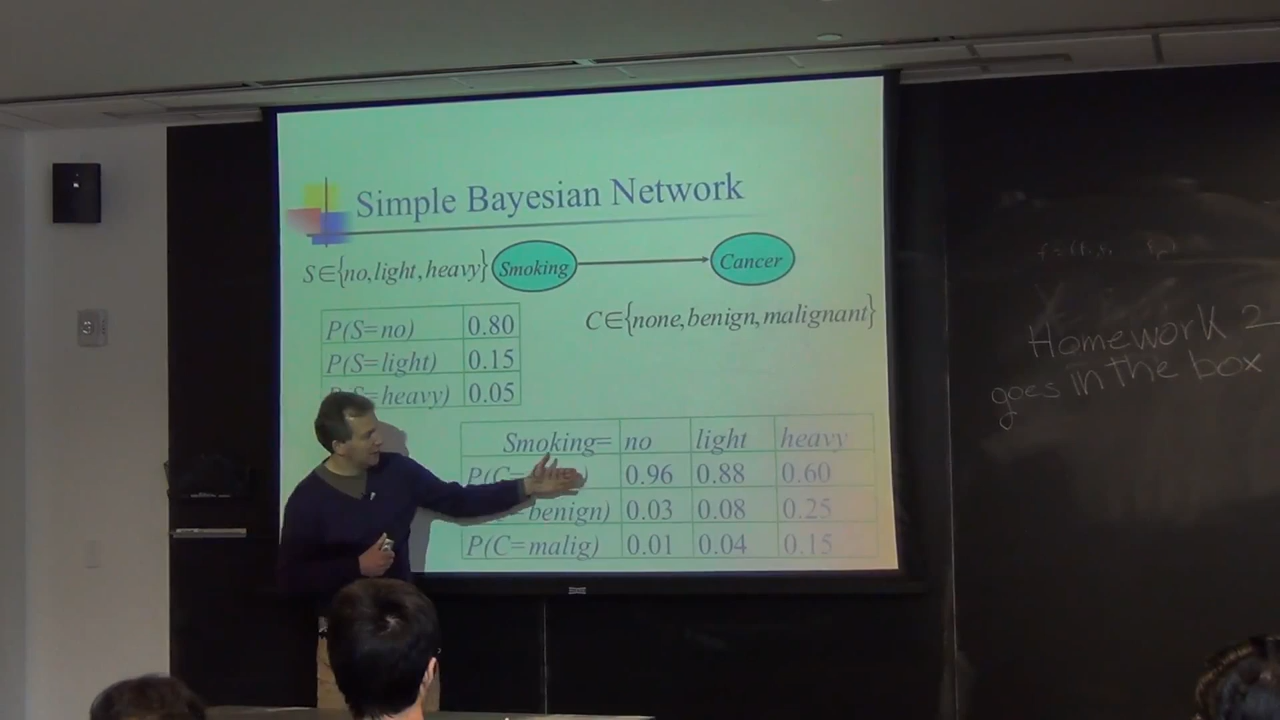 Simple Bayesian Network
S∈{no,light,heavy} Smoking Cancer
C∈{none,benign,malignant}
P(S=no) 0.80
P(S=light) 0.15
=heavy) 0.05
Smoking= no light heavy
P(C= ) 0.96 0.88 0.60
=benign) 0.03 0.08 0.25
P(C=malig) 0.01 0.04 0.15
Homework 2
goes in the box